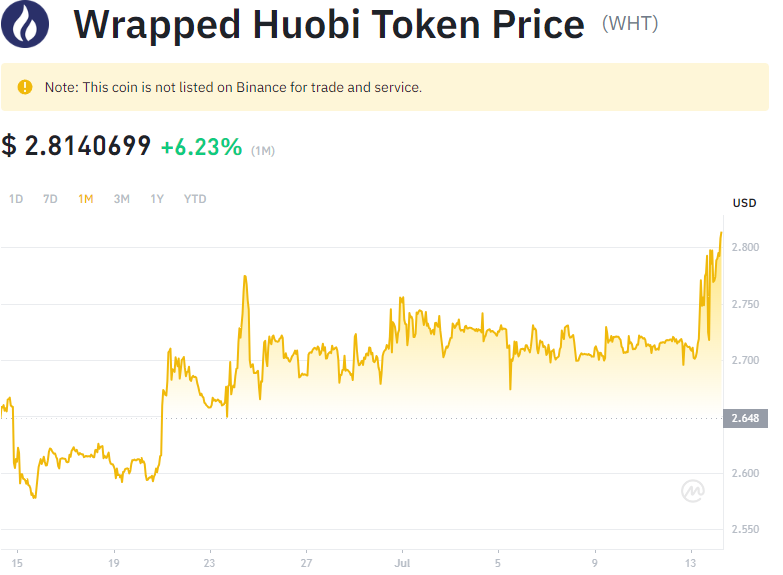 Wrapped Huobi Token Price (WHT)
Note: This coin is not listed on Binance for trade and service.
$ 2.8140699 +6.23% (1M)
1D 7D 1M 3M 1Y YTD
USD
2.800
2.750
2.700
2.648
2.600
2.550
15 19 23 27 Jul 5 9 13